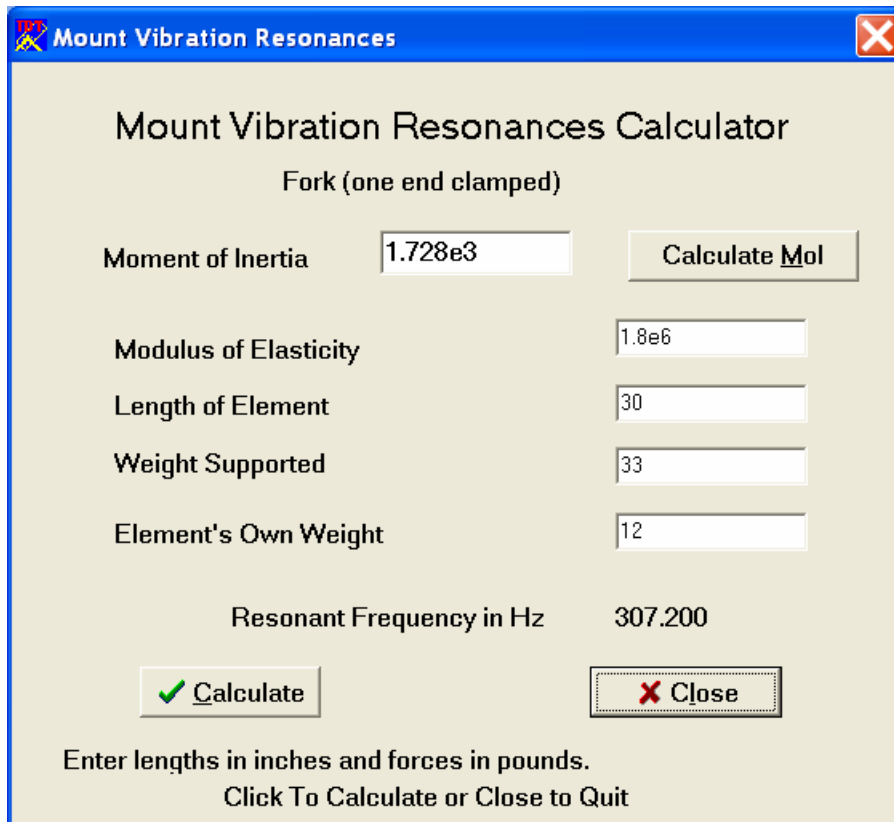 Mount Vibration Resonances
Mount Vibration Resonances Calculator
Fork (one end clamped)
Moment of Inertia 1.728e3 Calculate MoI
Modulus of Elasticity 1.8e6
Length of Element 30
Weight Supported 33
Element's Own Weight 12
Resonant Frequency in Hz 307.200
Calculate Close
Enter lengths in inches and forces in pounds.
Click To Calculate or Close to Quit